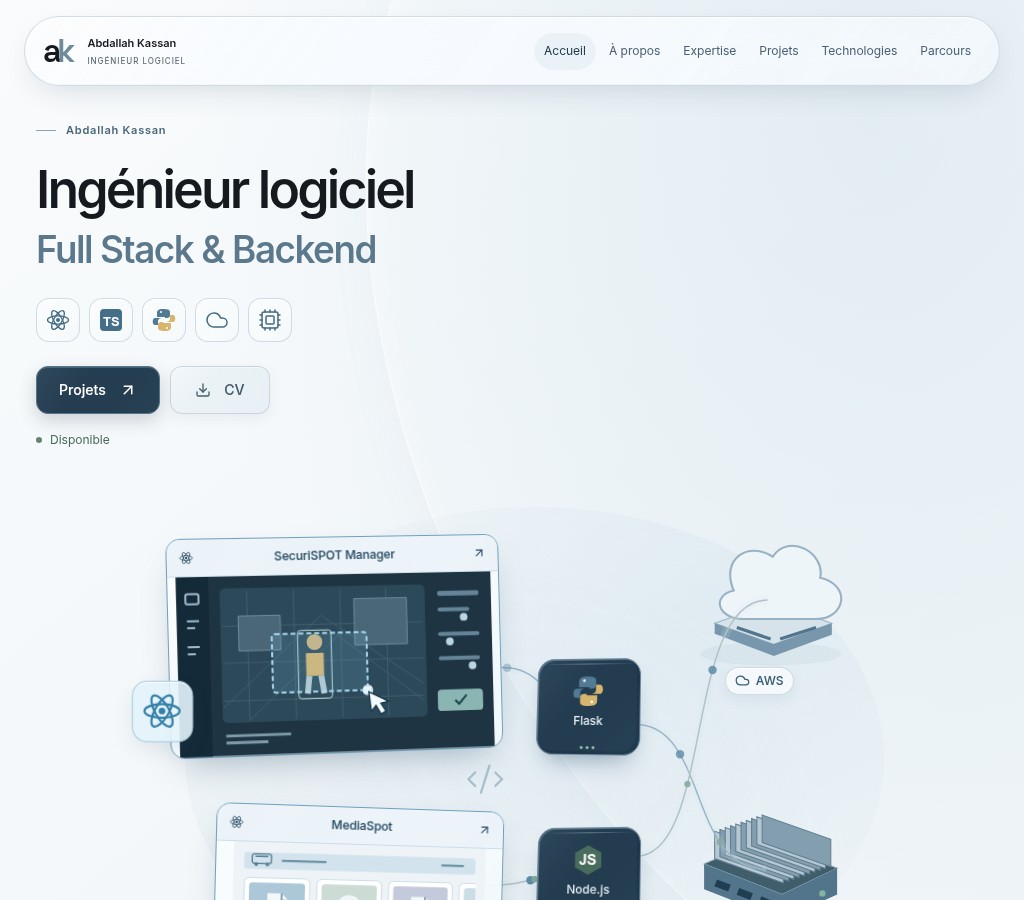 ak
Abdallah Kassan
INGÉNIEUR LOGICIEL
Accueil
À propos
Expertise
Projets
Technologies
Parcours
Abdallah Kassan
Ingénieur logiciel
Full Stack & Backend
TS
Projets
CV
Disponible
SecuriSPOT Manager
AWS
Flask
</>
MediaSpot
JS
Node.js